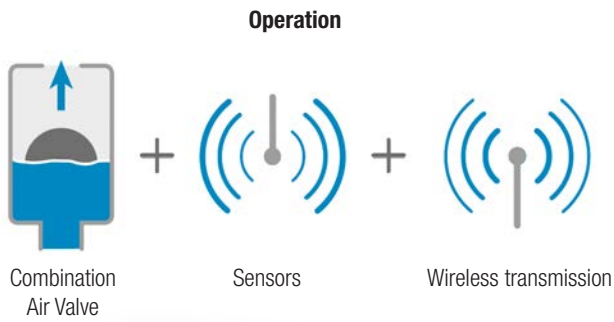 Operation
Combination
Air Valve
Sensors
Wireless transmission